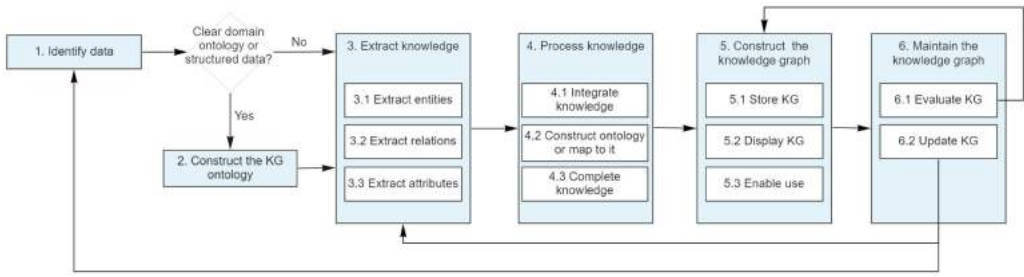 1. Identify data
Clear domain
ontology or
structured data?
No
Yes
2. Construct the KG
ontology
3. Extract knowledge
3.1 Extract entities
3.2 Extract relations
3.3 Extract attributes
4. Process knowledge
4.1 Integrate
knowledge
4.2 Construct ontology
or map to it
4.3 Complete
knowledge
5. Construct the
knowledge graph
5.1 Store KG
5.2 Display KG
5.3 Enable use
6. Maintain the
knowledge graph
6.1 Evaluate KG
6.2 Update KG